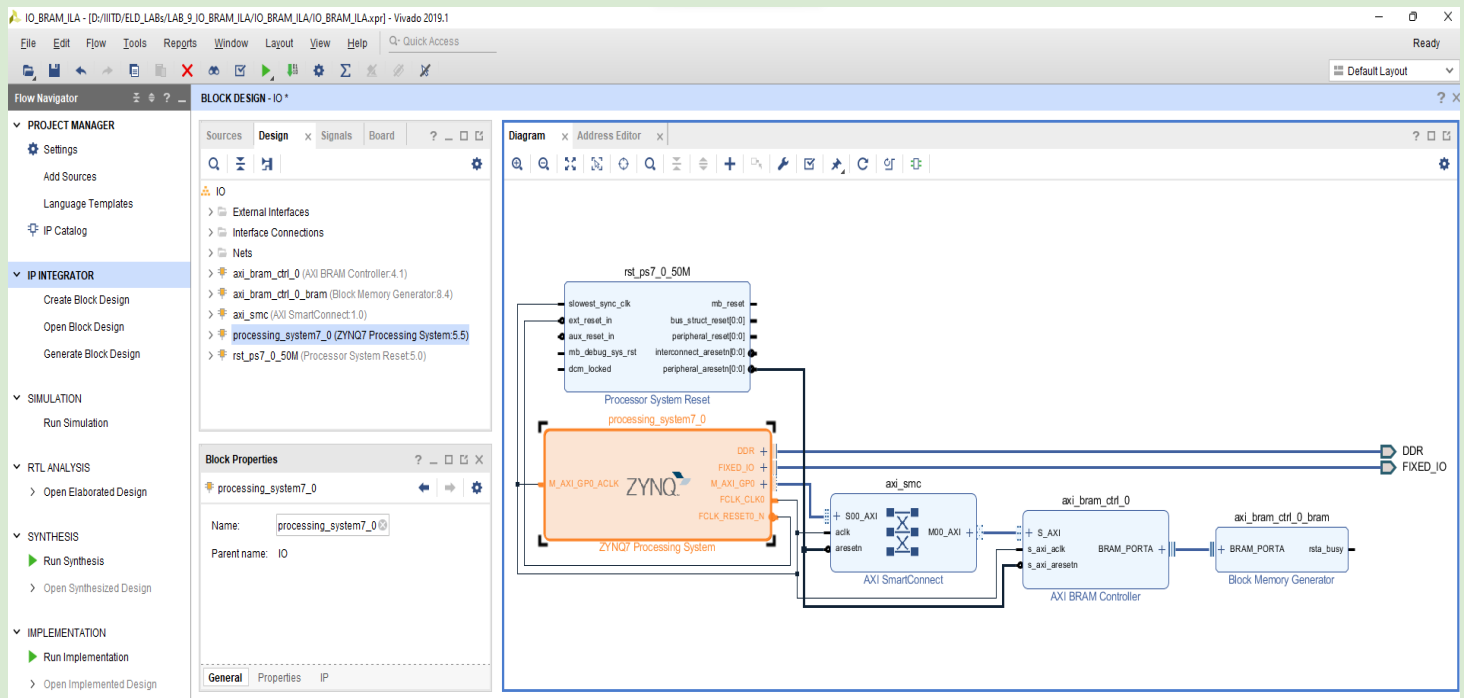 IO_BRAM_ILA - [D:/IIITD/ELD_LABs/LAB_9_IO_BRAM_ILA/IO_BRAM_ILA/IO_BRAM_ILA.xpr] - Vivado 2019.1
File Edit Flow Tools Reports Window Layout View Help Q- Quick Access
Ready
Default Layout
Flow Navigator
PROJECT MANAGER
Settings
Add Sources
Language Templates
IP Catalog
IP INTEGRATOR
Create Block Design
Open Block Design
Generate Block Design
SIMULATION
Run Simulation
RTL ANALYSIS
Open Elaborated Design
SYNTHESIS
Run Synthesis
Open Synthesized Design
IMPLEMENTATION
Run Implementation
Open Implemented Design
BLOCK DESIGN - IO *
Sources Design Signals Board
IO
External Interfaces
Interface Connections
Nets
axi_bram_ctrl_0 (AXI BRAM Controller:4.1)
axi_bram_ctrl_0_bram (Block Memory Generator:8.4)
axi_smc (AXI SmartConnect:1.0)
processing_system7_0 (ZYNQ7 Processing System:5.5)
rst_ps7_0_50M (Processor System Reset:5.0)
Block Properties
processing_system7_0
Name: processing_system7_0
Parent name: IO
General Properties IP
Diagram Address Editor
rst_ps7_0_50M
slowest_sync_clk mb_reset
ext_reset_in bus_struct_reset[0:0]
aux_reset_in peripheral_reset[0:0]
mb_debug_sys_rst interconnect_aresetn[0:0]
dcm_locked peripheral_aresetn[0:0]
Processor System Reset
processing_system7_0
DDR
FIXED_IO
M_AXI_GP0_ACLK ZYNQ M_AXI_GP0
FCLK_CLK0
FCLK_RESET0_N
ZYNQ7 Processing System
axi_smc
S00_AXI
aclk M00_AXI
aresetn
AXI SmartConnect
axi_bram_ctrl_0
S_AXI
s_axi_aclk BRAM_PORTA
s_axi_aresetn
AXI BRAM Controller
axi_bram_ctrl_0_bram
BRAM_PORTA rsta_busy
Block Memory Generator
DDR
FIXED_IO